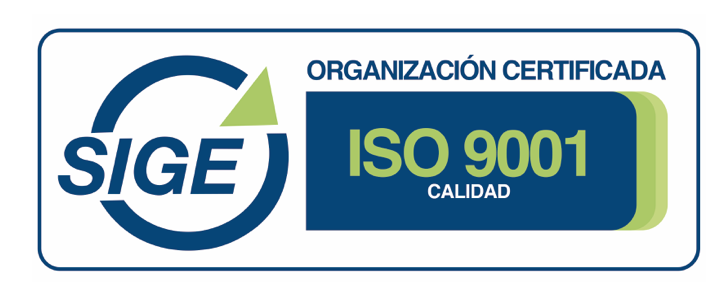 SIGE
ORGANIZACIÓN CERTIFICADA
ISO 9001
CALIDAD